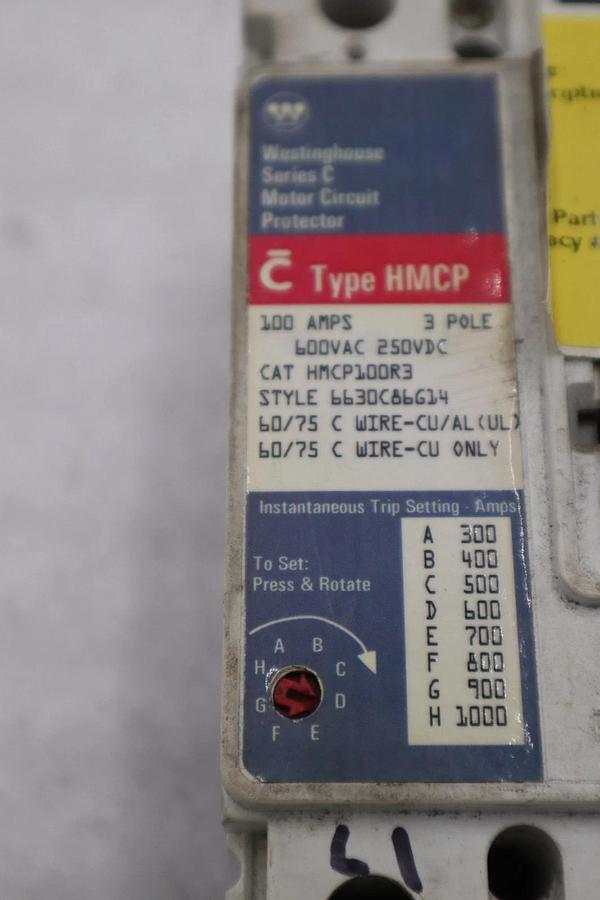 W
Westinghouse
Series C
Motor Circuit
Protector
C̄ Type HMCP
100 AMPS 3 POLE
600VAC 250VDC
CAT HMCP100R3
STYLE 6630C86G14
60/75 C WIRE-CU/AL(UL)
60/75 C WIRE-CU ONLY
Instantaneous Trip Setting - Amps
To Set:
Press & Rotate
A 300
B 400
C 500
D 600
E 700
F 800
G 900
H 1000
A B
H C
G D
F E
Part